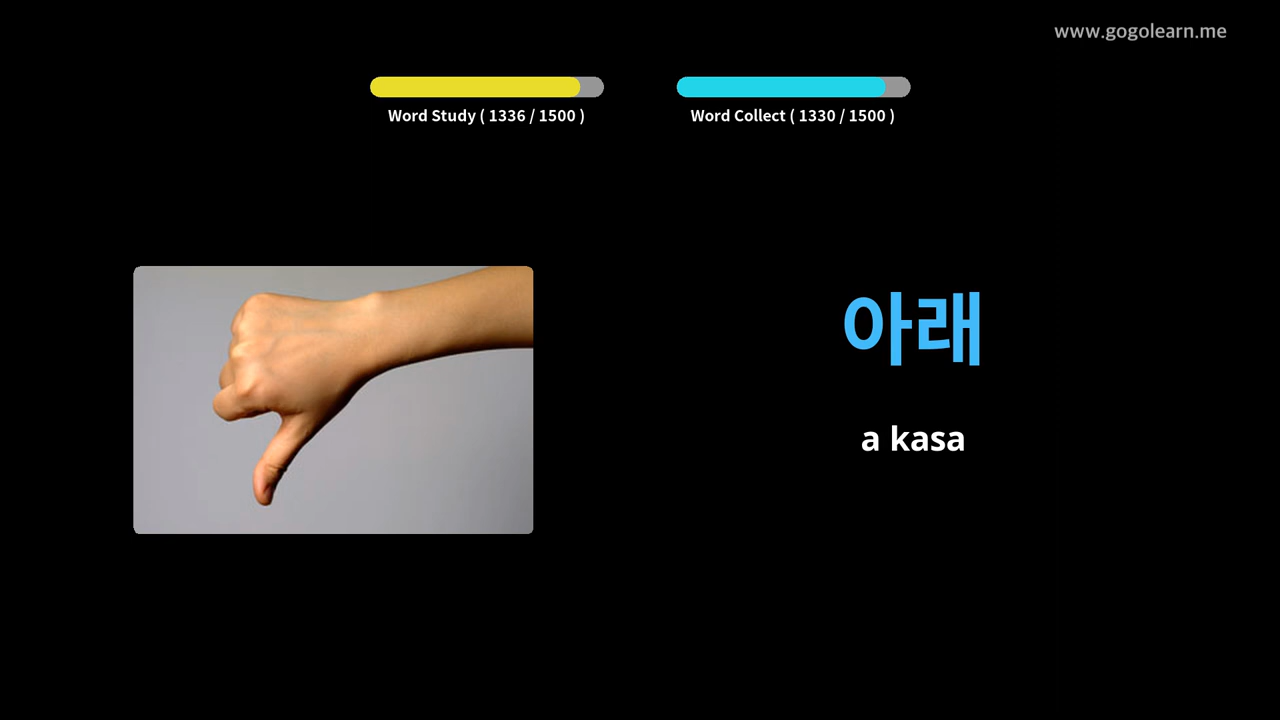 www.gogolearn.me
Word Study ( 1336 / 1500 )
Word Collect ( 1330 / 1500 )
아래
a kasa